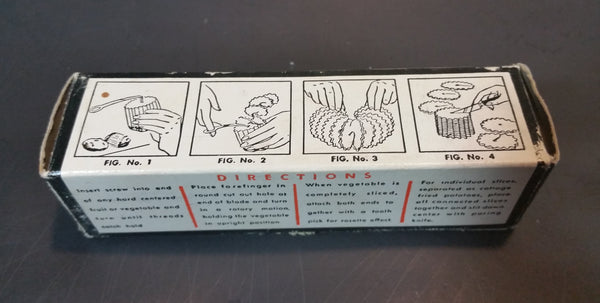 FIG. No. 1
FIG. No. 2
FIG. No. 3
FIG. No. 4
DIRECTIONS
Insert screw into end
of any hard centered
fruit or vegetable and
turn until threads
catch hold
Place forefinger in
round cut out hole at
end of blade and turn
in a rotary motion,
holding the vegetable
in upright position.
When vegetable is
completely sliced,
attach both ends to
gether with a tooth
pick for rosette effect
For individual slices,
separated as cottage
fried potatoes, place
all connected slices
together and slit down
center with paring
knife.